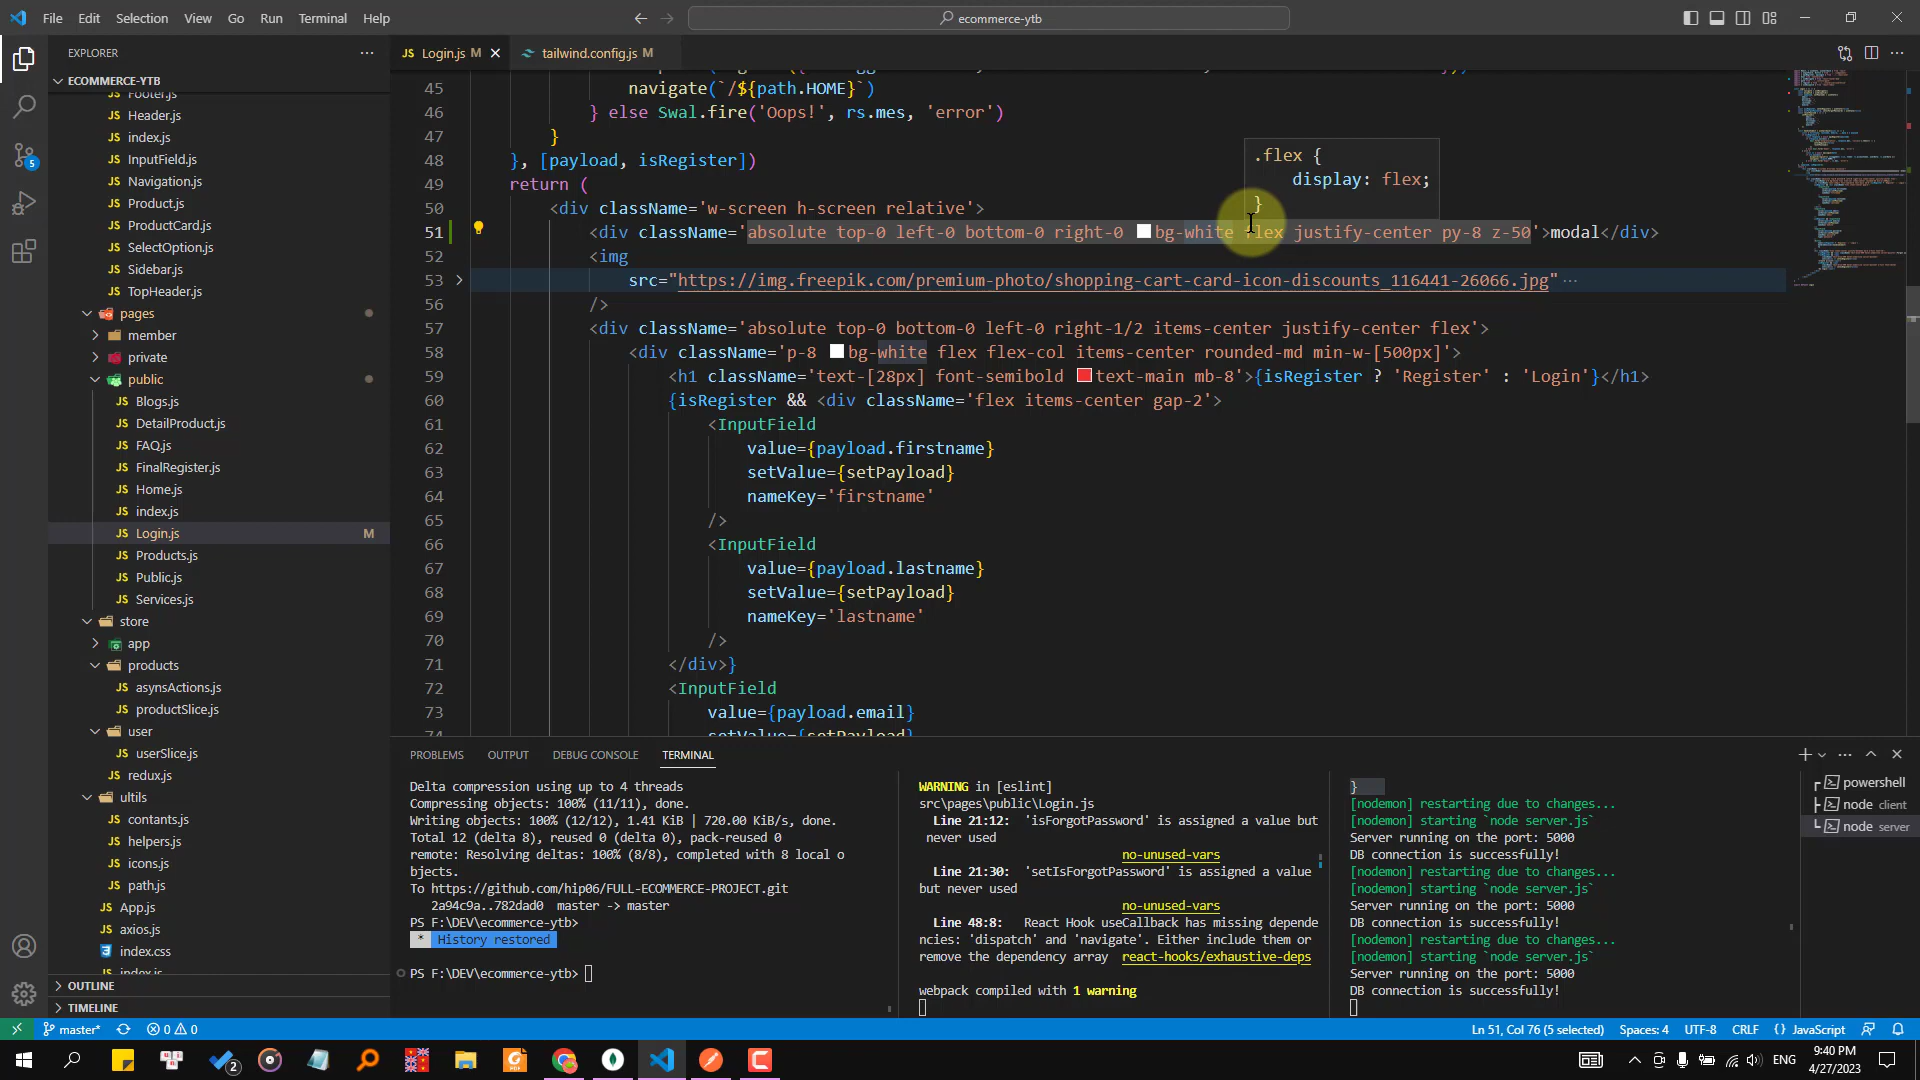 File Edit Selection View Go Run Terminal Help
ecommerce-ytb
EXPLORER
ECOMMERCE-YTB
Footer.js
Header.js
index.js
InputField.js
Navigation.js
Product.js
ProductCard.js
SelectOption.js
Sidebar.js
TopHeader.js
pages
member
private
public
Blogs.js
DetailProduct.js
FAQ.js
FinalRegister.js
Home.js
index.js
Login.js M
Products.js
Public.js
Services.js
store
app
products
asynsActions.js
productSlice.js
user
userSlice.js
redux.js
ultils
contants.js
helpers.js
icons.js
path.js
App.js
axios.js
index.css
index.js
OUTLINE
TIMELINE
JS Login.js M
tailwind.config.js M
45 navigate(`/${path.HOME}`)
46 } else Swal.fire('Oops!', rs.mes, 'error')
47 }
48 }, [payload, isRegister])
49 return (
50 <div className='w-screen h-screen relative'>
51 <div className='absolute top-0 left-0 bottom-0 right-0 bg-white flex justify-center py-8 z-50'>modal</div>
52 <img
53 src="https://img.freepik.com/premium-photo/shopping-cart-card-icon-discounts_116441-26066.jpg"
56 />
57 <div className='absolute top-0 bottom-0 left-0 right-1/2 items-center justify-center flex'>
58 <div className='p-8 bg-white flex flex-col items-center rounded-md min-w-[500px]'>
59 <h1 className='text-[28px] font-semibold text-main mb-8'>{isRegister ? 'Register' : 'Login'}</h1>
60 {isRegister && <div className='flex items-center gap-2'>
61 <InputField
62 value={payload.firstname}
63 setValue={setPayload}
64 nameKey='firstname'
65 />
66 <InputField
67 value={payload.lastname}
68 setValue={setPayload}
69 nameKey='lastname'
70 />
71 </div>}
72 <InputField
73 value={payload.email}
74 setValue={setPayload}
.flex {
display: flex;
}
PROBLEMS OUTPUT DEBUG CONSOLE TERMINAL
Delta compression using up to 4 threads
Compressing objects: 100% (11/11), done.
Writing objects: 100% (12/12), 1.41 KiB | 720.00 KiB/s, done.
Total 12 (delta 8), reused 0 (delta 0), pack-reused 0
remote: Resolving deltas: 100% (8/8), completed with 8 local o
bjects.
To https://github.com/hip06/FULL-ECOMMERCE-PROJECT.git
2a94c9a..782dad0 master -> master
PS F:\DEV\ecommerce-ytb>
* History restored
PS F:\DEV\ecommerce-ytb>
WARNING in [eslint]
src\pages\public\Login.js
Line 21:12: 'isForgotPassword' is assigned a value but
never used
no-unused-vars
Line 21:30: 'setIsForgotPassword' is assigned a value
but never used
no-unused-vars
Line 48:8: React Hook useCallback has missing depende
ncies: 'dispatch' and 'navigate'. Either include them or
remove the dependency array react-hooks/exhaustive-deps
webpack compiled with 1 warning
}
[nodemon] restarting due to changes...
[nodemon] starting `node server.js`
Server running on the port: 5000
DB connection is successfully!
[nodemon] restarting due to changes...
[nodemon] starting `node server.js`
Server running on the port: 5000
DB connection is successfully!
[nodemon] restarting due to changes...
[nodemon] starting `node server.js`
Server running on the port: 5000
DB connection is successfully!
powershell
node client
node server
master* 0 0
Ln 51, Col 76 (5 selected) Spaces: 4 UTF-8 CRLF {} JavaScript
ENG
9:40 PM
4/27/2023